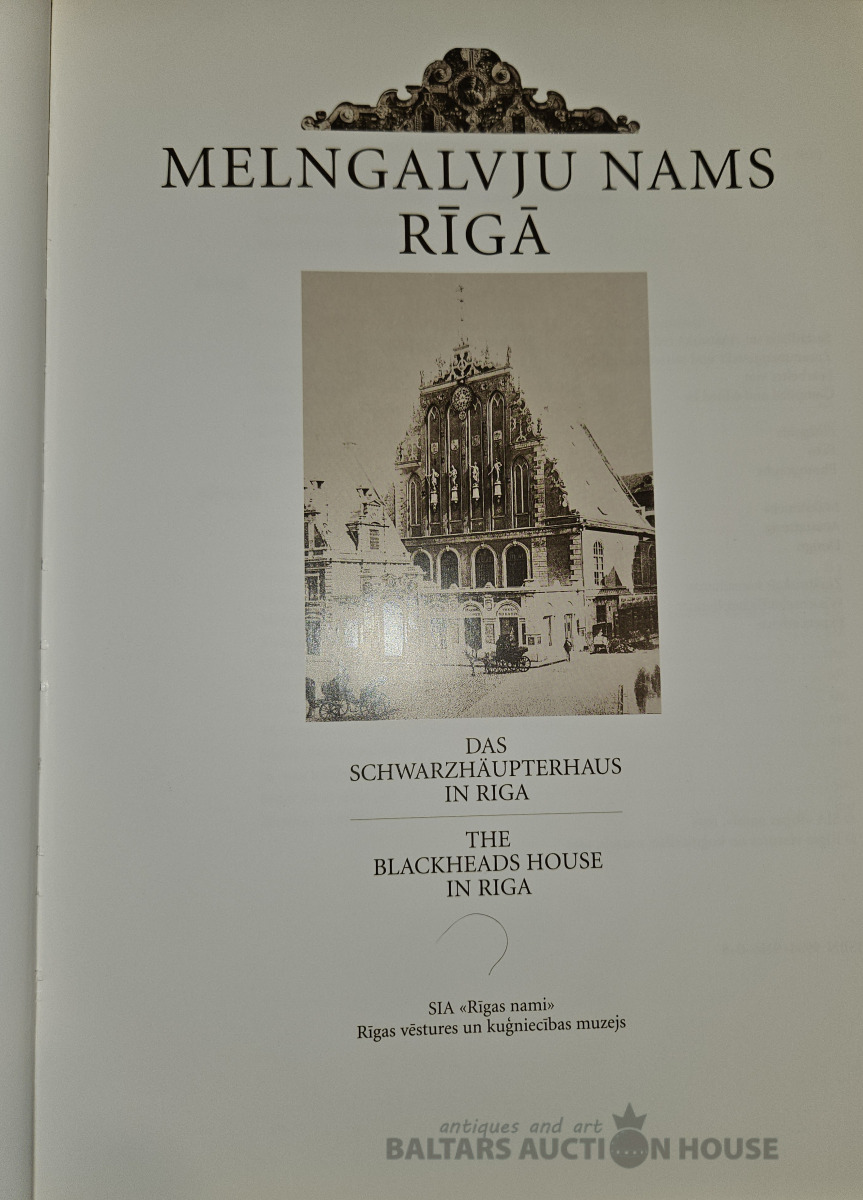 MELNGALVJU NAMS
RĪGĀ
DAS
SCHWARZHÄUPTERHAUS
IN RIGA
THE
BLACKHEADS HOUSE
IN RIGA
SIA «Rīgas nami»
Rīgas vēstures un kuģniecības muzejs
antiques and art
BALTARS AUCTION HOUSE